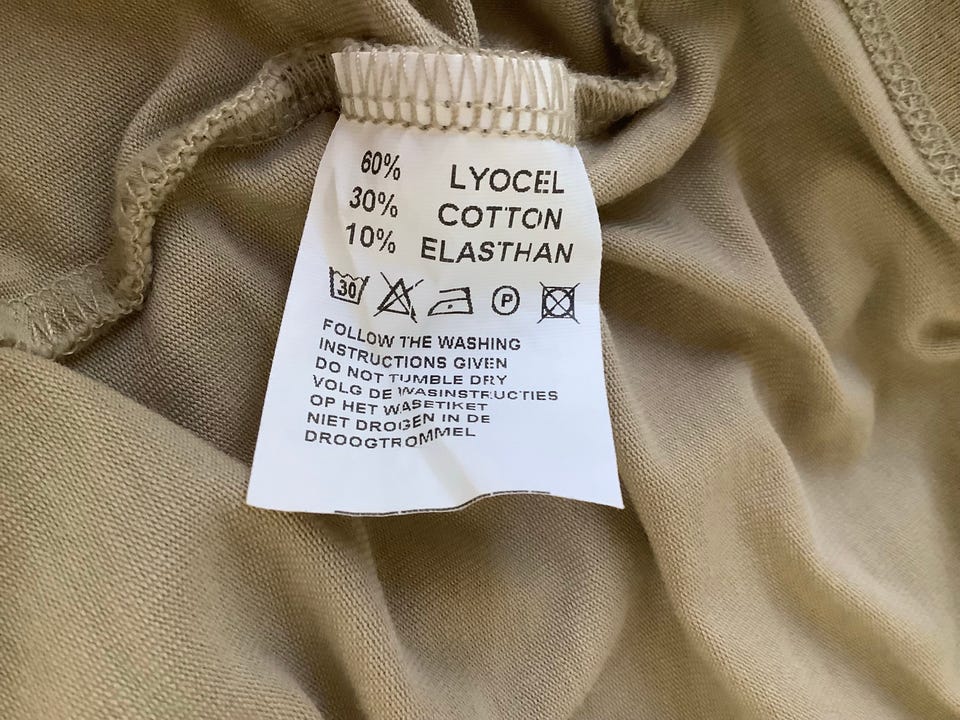 60% LYOCEL
30% COTTON
10% ELASTHAN
30 P
FOLLOW THE WASHING
INSTRUCTIONS GIVEN
DO NOT TUMBLE DRY
VOLG DE WASINSTRUCTIES
OP HET WASETIKET
NIET DROGEN IN DE
DROOGTROMMEL